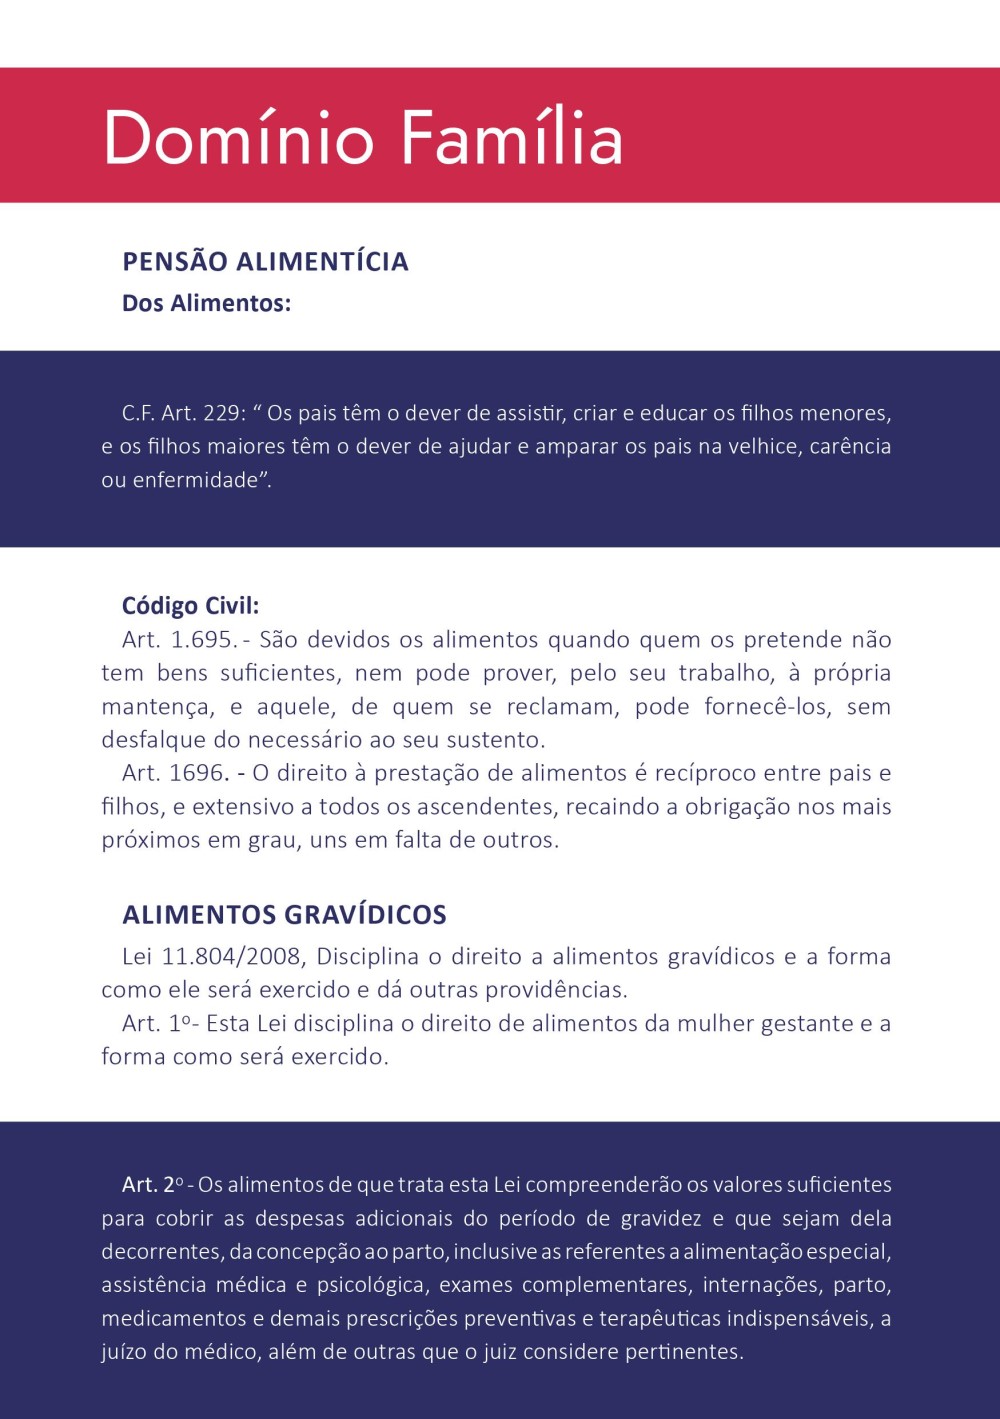 Domínio Família
PENSÃO ALIMENTÍCIA
Dos Alimentos:
C.F. Art. 229: “ Os pais têm o dever de assistir, criar e educar os filhos menores,
e os filhos maiores têm o dever de ajudar e amparar os pais na velhice, carência
ou enfermidade”.
Código Civil:
Art. 1.695. - São devidos os alimentos quando quem os pretende não
tem bens suficientes, nem pode prover, pelo seu trabalho, à própria
mantença, e aquele, de quem se reclamam, pode fornecê-los, sem
desfalque do necessário ao seu sustento.
Art. 1696. - O direito à prestação de alimentos é recíproco entre pais e
filhos, e extensivo a todos os ascendentes, recaindo a obrigação nos mais
próximos em grau, uns em falta de outros.
ALIMENTOS GRAVÍDICOS
Lei 11.804/2008, Disciplina o direito a alimentos gravídicos e a forma
como ele será exercido e dá outras providências.
Art. 1º- Esta Lei disciplina o direito de alimentos da mulher gestante e a
forma como será exercido.
Art. 2º - Os alimentos de que trata esta Lei compreenderão os valores suficientes
para cobrir as despesas adicionais do período de gravidez e que sejam dela
decorrentes, da concepção ao parto, inclusive as referentes a alimentação especial,
assistência médica e psicológica, exames complementares, internações, parto,
medicamentos e demais prescrições preventivas e terapêuticas indispensáveis, a
juízo do médico, além de outras que o juiz considere pertinentes.